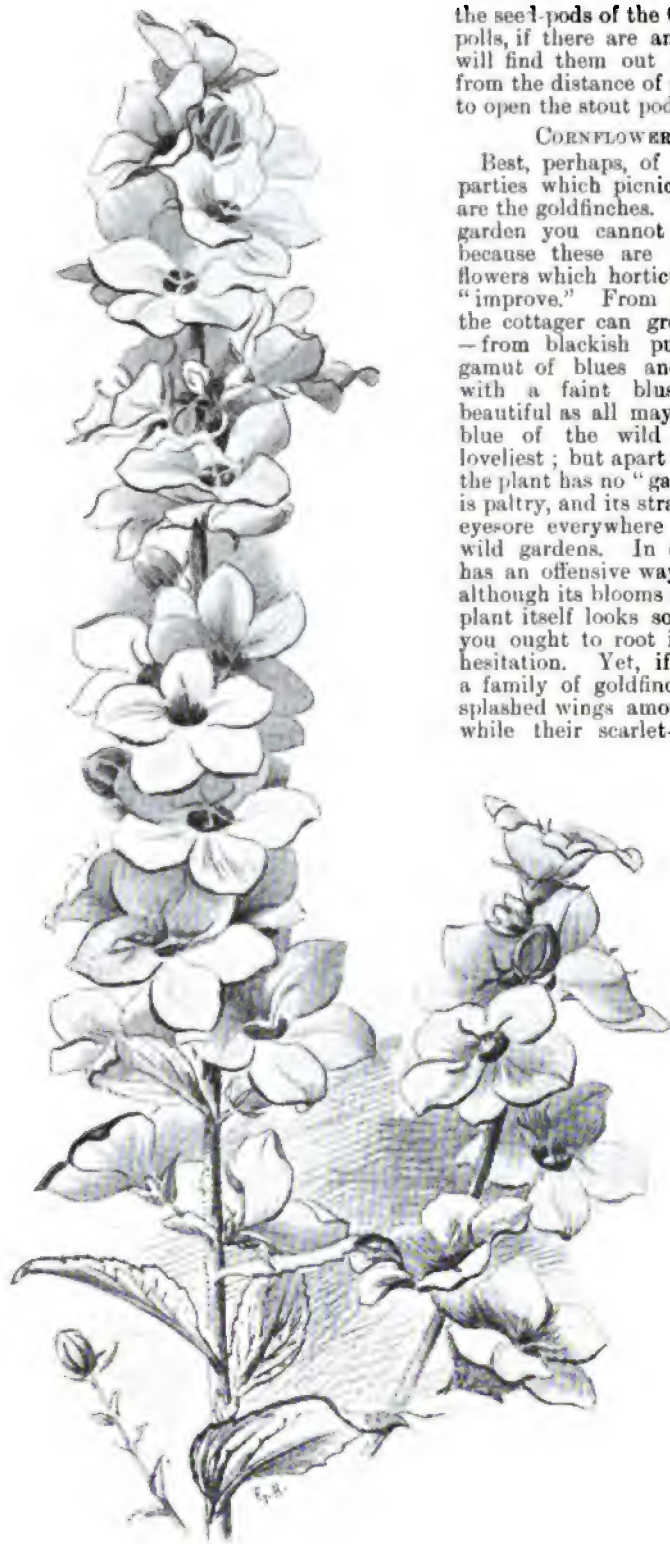 the seed-pods of the
polls, if there are an
will find them out
from the distance of
to open the stout pod
CORNFLOWER
Best, perhaps, of
parties which picnic
are the goldfinches.
garden you cannot
because these are
flowers which hortic
"improve." From
the cottager can gr
—from blackish pu
gamut of blues an
with a faint blus
beautiful as all may
blue of the wild
loveliest; but apart
the plant has no "ga
is paltry, and its stra
eyesore everywhere
wild gardens. In
has an offensive way
although its blooms
plant itself looks so
you ought to root i
hesitation. Yet, if
a family of goldfinc
splashed wings amo
while their scarlet-